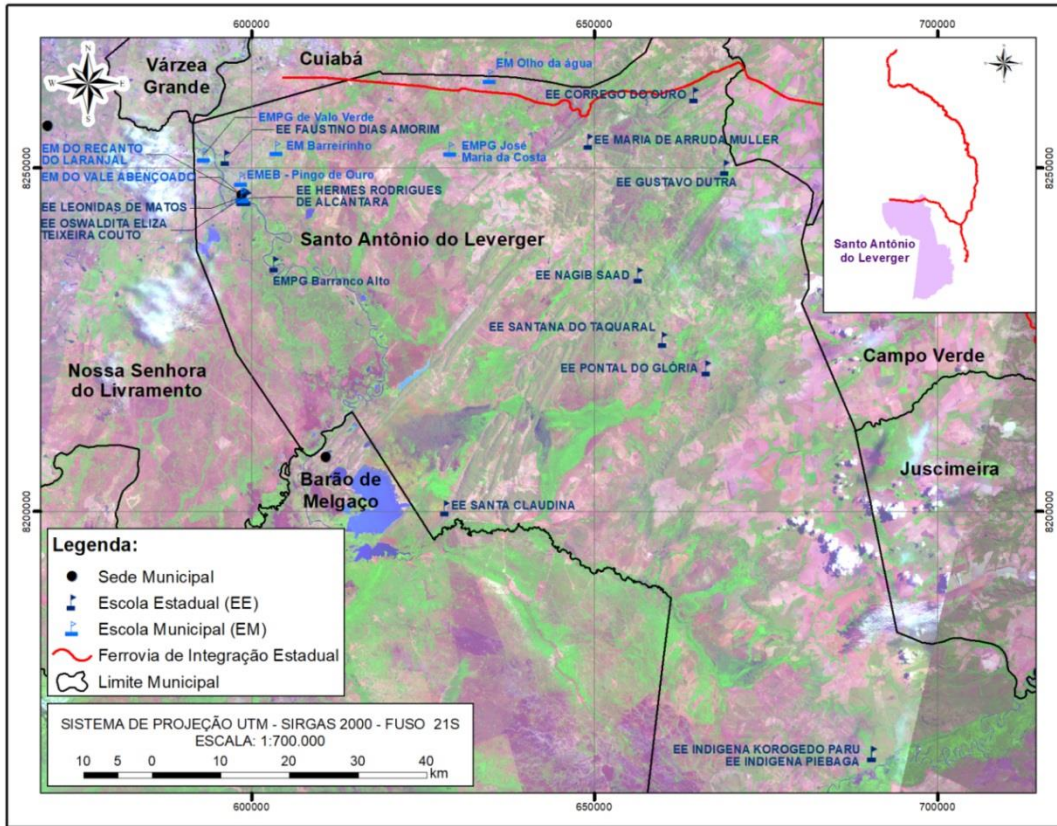 600000
650000
700000
Várzea
Grande
Cuiabá
N
W
E
S
EM Olho da água
EE CORREGO DO OURO
EMPG de Valo Verde
EE FAUSTINO DIAS AMORIM
EM DO RECANTO
DO LARANJAL
EM Barreirinho
EMPG José
Maria da Costa
EE MARIA DE ARRUDA MULLER
8250000
8250000
EM DO VALE ABENÇOADO
EMEB - Pingo de Ouro
EE GUSTAVO DUTRA
EE LEONIDAS DE MATOS
EE HERMES RODRIGUES
DE ALCANTARA
EE OSWALDITA ELIZA
TEIXEIRA COUTO
Santo Antônio do Leverger
Santo Antônio
do Leverger
EMPG Barranco Alto
EE NAGIB SAAD
EE SANTANA DO TAQUARAL
EE PONTAL DO GLÓRIA
Campo Verde
Nossa Senhora
do Livramento
Juscimeira
Barão de
Melgaço
EE SANTA CLAUDINA
8200000
8200000
Legenda:
Sede Municipal
Escola Estadual (EE)
Escola Municipal (EM)
Ferrovia de Integração Estadual
Limite Municipal
SISTEMA DE PROJEÇÃO UTM - SIRGAS 2000 - FUSO 21S
ESCALA: 1:700.000
10 5 0 10 20 30 40
km
EE INDIGENA KOROGEDO PARU
EE INDIGENA PIEBAGA
600000
650000
700000